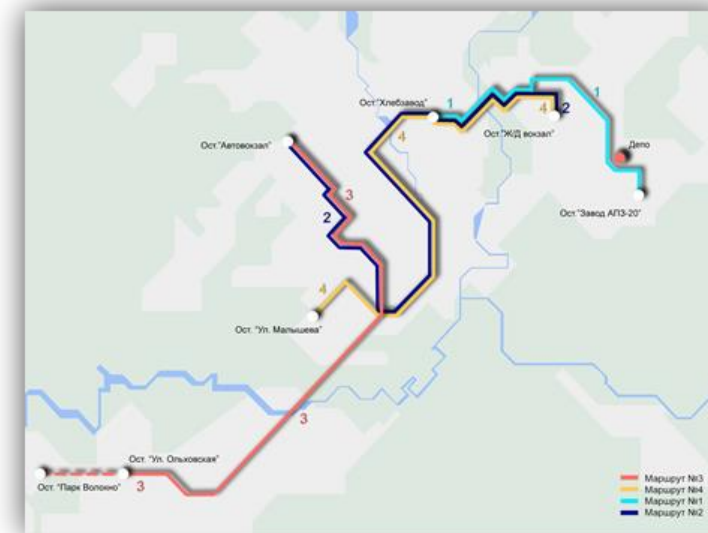 1
Ост."Хлебзавод"
1
4
2
Ост."Ж/Д вокзал"
4
Депо
Ост."Автовокзал"
3
Ост."Завод АПЗ-20"
2
4
Ост. "Ул. Малышева"
3
Ост. "Ул. Ольховская"
Ост. "Парк Волокно"
3
Маршрут №3
Маршрут №4
Маршрут №1
Маршрут №2